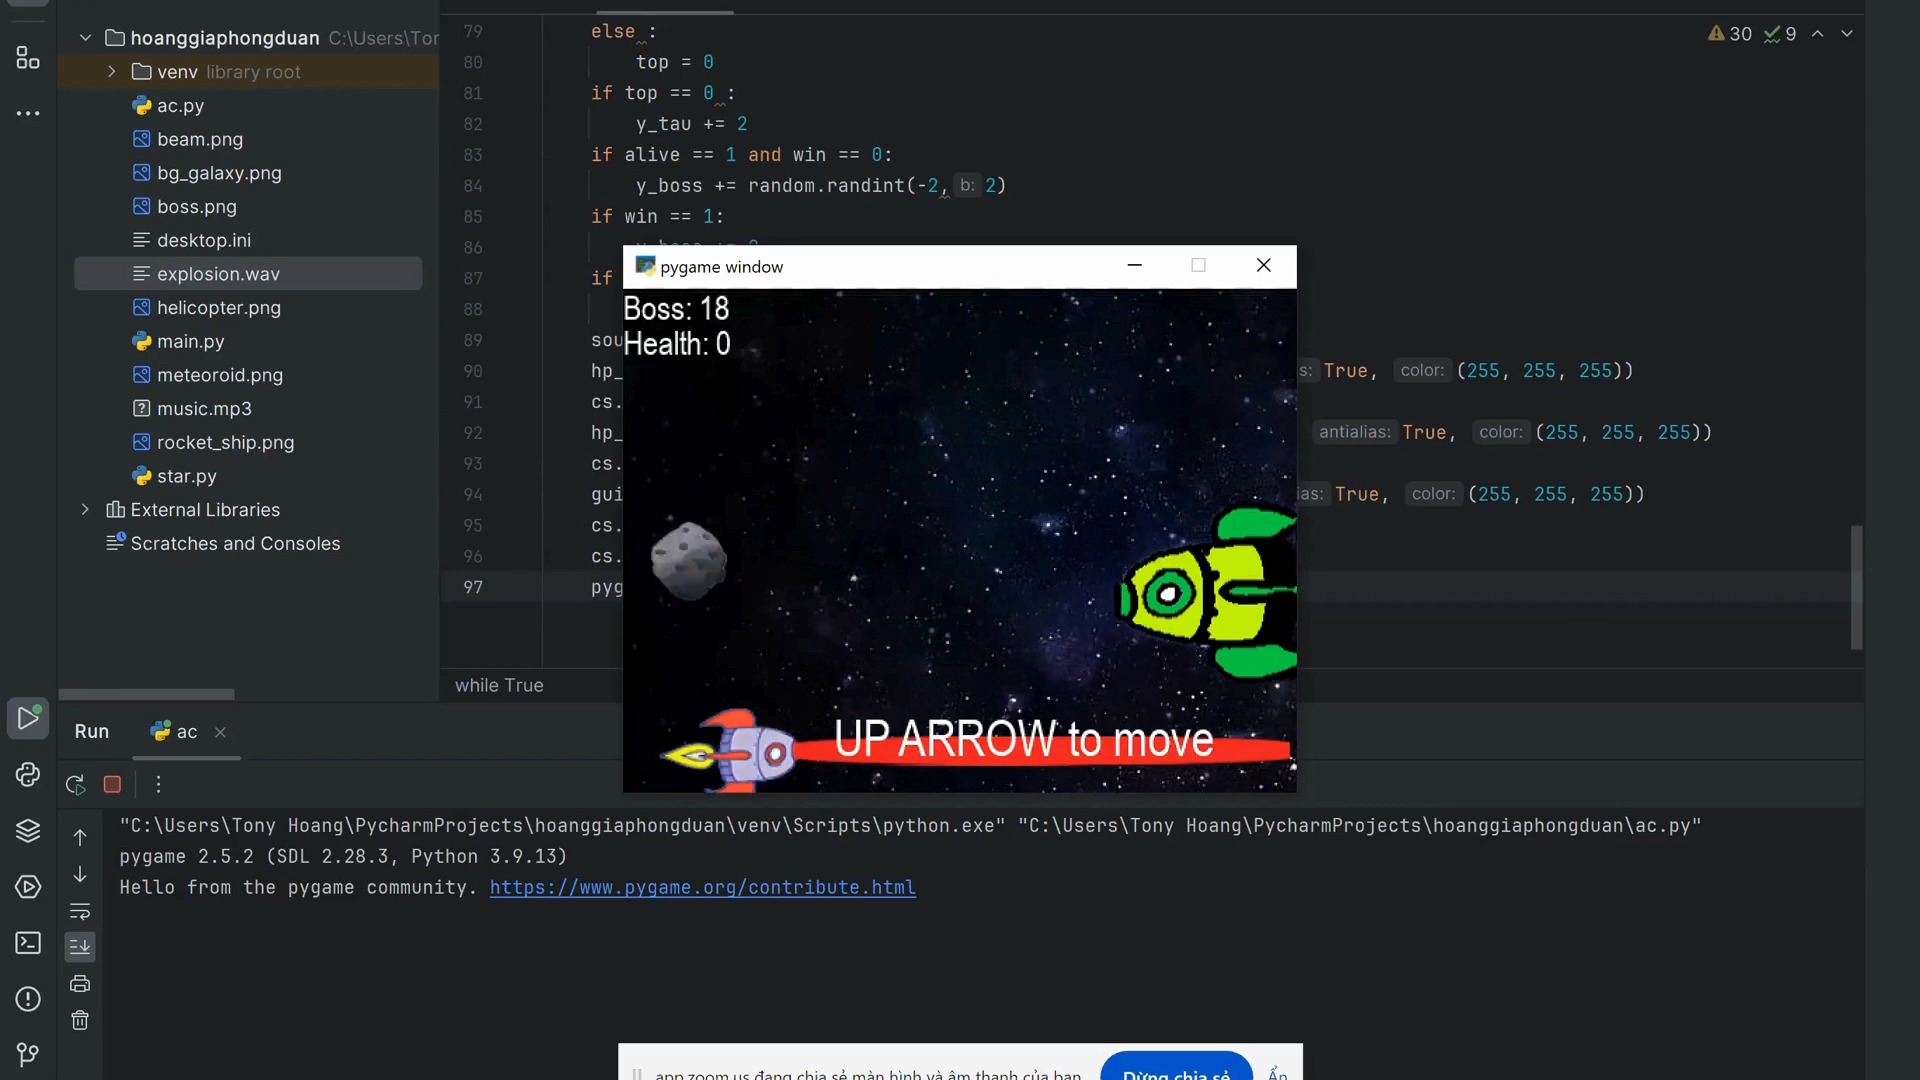 hoanggiaphongduan C:\Users\Tor
venv library root
ac.py
beam.png
bg_galaxy.png
boss.png
desktop.ini
explosion.wav
helicopter.png
main.py
meteoroid.png
music.mp3
rocket_ship.png
star.py
External Libraries
Scratches and Consoles
30 9
79 else :
80 top = 0
81 if top == 0 :
82 y_tau += 2
83 if alive == 1 and win == 0:
84 y_boss += random.randint(-2, b: 2)
85 if win == 1:
86
87 if
88
89 sou
90 hp_ s: True, color: (255, 255, 255))
91 cs.
92 hp_ antialias: True, color: (255, 255, 255))
93 cs.
94 gui ias: True, color: (255, 255, 255))
95 cs.
96 cs.
97 pyg
while True
pygame window
Boss: 18
Health: 0
UP ARROW to move
Run ac
"C:\Users\Tony Hoang\PycharmProjects\hoanggiaphongduan\venv\Scripts\python.exe" "C:\Users\Tony Hoang\PycharmProjects\hoanggiaphongduan\ac.py"
pygame 2.5.2 (SDL 2.28.3, Python 3.9.13)
Hello from the pygame community. https://www.pygame.org/contribute.html
app.zoom.us đang chia sẻ màn hình và âm thanh của bạn. Dừng chia sẻ Ẩn